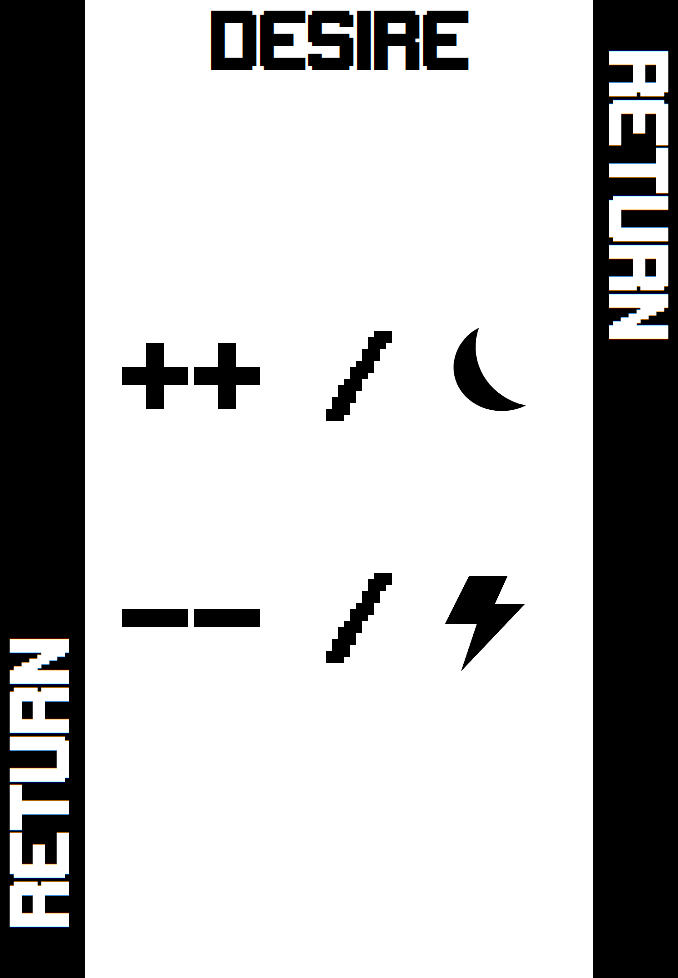 DESIRE
++ /
-- /
RETURN
RETURN